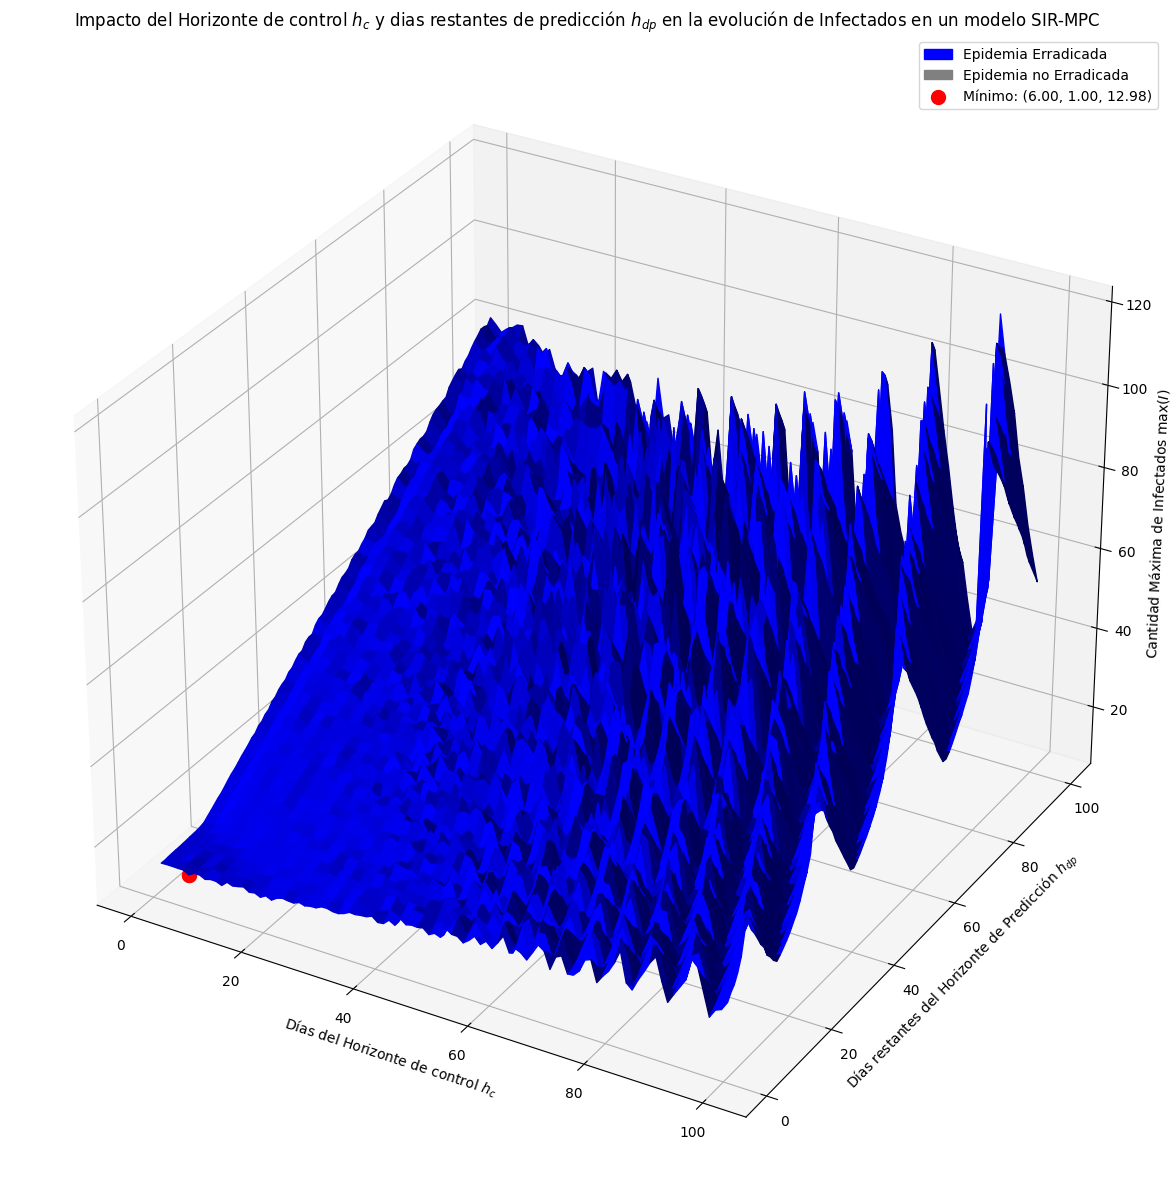 Impacto del Horizonte de control $h_c$ y dias restantes de predicción $h_{dp}$ en la evolución de Infectados en un modelo SIR-MPC
Epidemia Erradicada
Epidemia no Erradicada
Mínimo: (6.00, 1.00, 12.98)
120
100
80
60
40
20
Cantidad Máxima de Infectados max(I)
0
20
40
60
80
100
Días del Horizonte de control $h_c$
0
20
40
60
80
100
Días restantes del Horizonte de Predicción $h_{dp}$